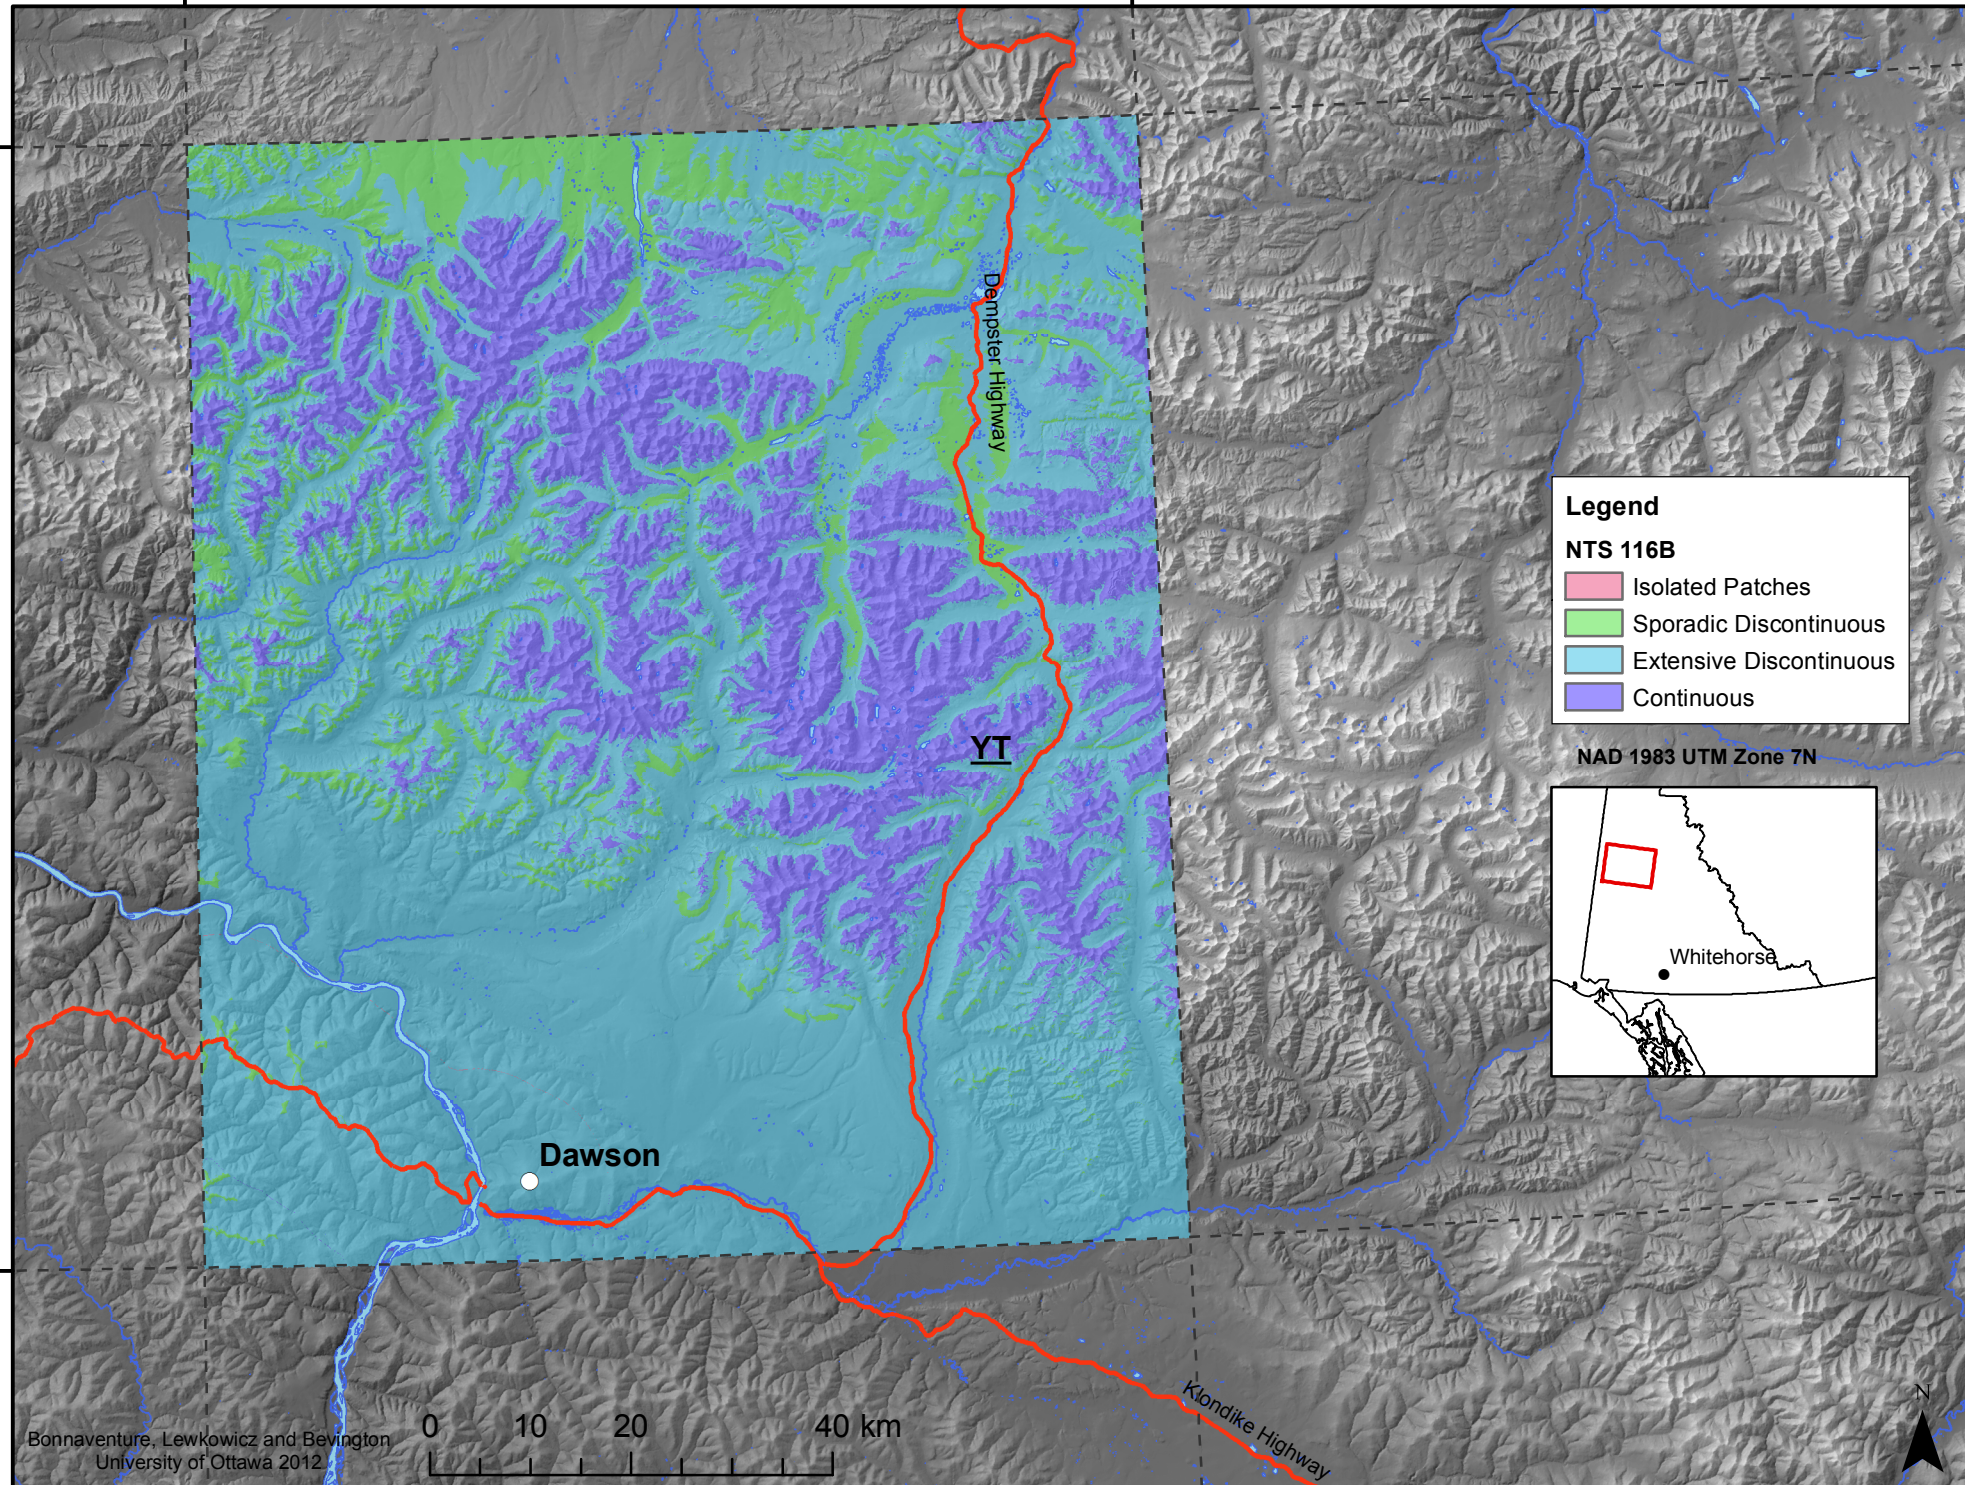 Dempster Highway
Legend
NTS 116B
Isolated Patches
Sporadic Discontinuous
Extensive Discontinuous
Continuous
YT
NAD 1983 UTM Zone 7N
Whitehorse
Dawson
Klondike Highway
N
0 10 20 40 km
Bonnaventure, Lewkowicz and Bevington
University of Ottawa 2012